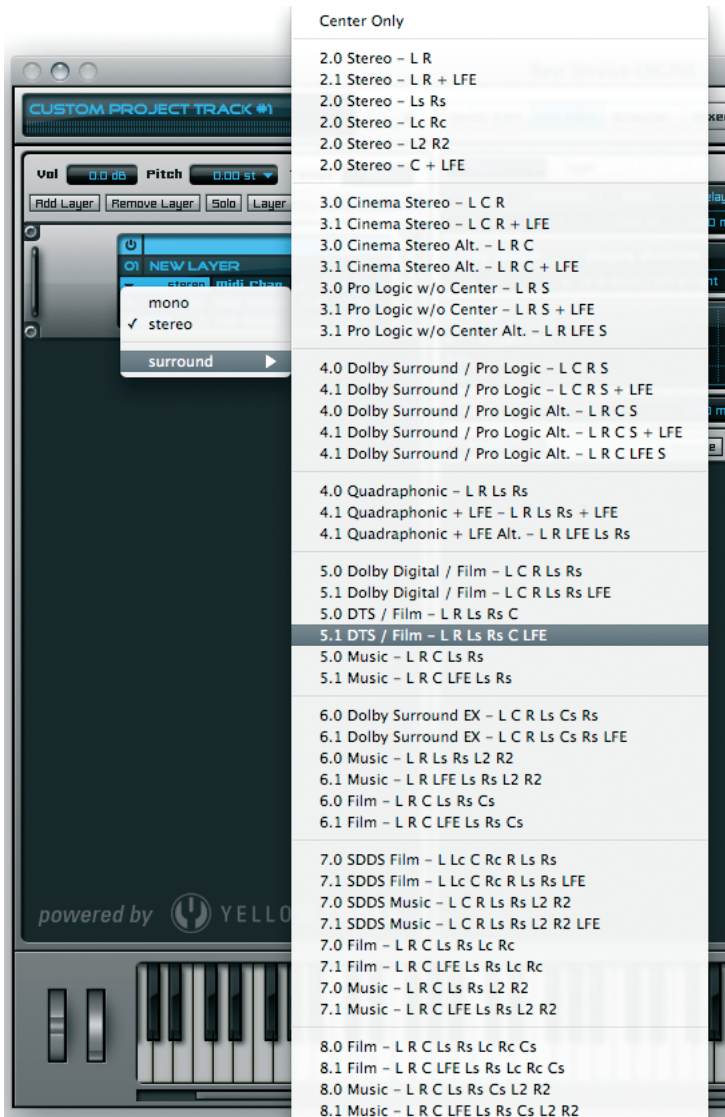 Center Only
2.0 Stereo – L R
2.1 Stereo – L R + LFE
2.0 Stereo – Ls Rs
2.0 Stereo – Lc Rc
2.0 Stereo – L2 R2
2.0 Stereo – C + LFE
3.0 Cinema Stereo – L C R
3.1 Cinema Stereo – L C R + LFE
3.0 Cinema Stereo Alt. – L R C
3.1 Cinema Stereo Alt. – L R C + LFE
3.0 Pro Logic w/o Center – L R S
3.1 Pro Logic w/o Center – L R S + LFE
3.1 Pro Logic w/o Center Alt. – L R LFE S
4.0 Dolby Surround / Pro Logic – L C R S
4.1 Dolby Surround / Pro Logic – L C R S + LFE
4.0 Dolby Surround / Pro Logic Alt. – L R C S
4.1 Dolby Surround / Pro Logic Alt. – L R C S + LFE
4.1 Dolby Surround / Pro Logic Alt. – L R C LFE S
4.0 Quadraphonic – L R Ls Rs
4.1 Quadraphonic + LFE – L R Ls Rs + LFE
4.1 Quadraphonic + LFE Alt. – L R LFE Ls Rs
5.0 Dolby Digital / Film – L C R Ls Rs
5.1 Dolby Digital / Film – L C R Ls Rs LFE
5.0 DTS / Film – L R Ls Rs C
5.1 DTS / Film – L R Ls Rs C LFE
5.0 Music – L R C Ls Rs
5.1 Music – L R C LFE Ls Rs
6.0 Dolby Surround EX – L C R Ls Cs Rs
6.1 Dolby Surround EX – L C R Ls Cs Rs LFE
6.0 Music – L R Ls Rs L2 R2
6.1 Music – L R LFE Ls Rs L2 R2
6.0 Film – L R C Ls Rs Cs
6.1 Film – L R C LFE Ls Rs Cs
7.0 SDDS Film – L Lc C Rc R Ls Rs
7.1 SDDS Film – L Lc C Rc R Ls Rs LFE
7.0 SDDS Music – L C R Ls Rs L2 R2
7.1 SDDS Music – L C R Ls Rs L2 R2 LFE
7.0 Film – L R C Ls Rs Lc Rc
7.1 Film – L R C LFE Ls Rs Lc Rc
7.0 Music – L R C Ls Rs L2 R2
7.1 Music – L R C LFE Ls Rs L2 R2
8.0 Film – L R C Ls Rs Lc Rc Cs
8.1 Film – L R C LFE Ls Rs Lc Rc Cs
8.0 Music – L R C Ls Rs Cs L2 R2
8.1 Music – L R C LFE Ls Rs Cs L2 R2
CUSTOM PROJECT TRACK #1
Vol 0.0 dB Pitch 0.00 st
Add Layer Remove Layer Solo Layer
01 NEW LAYER
stereo Midi Chan
mono
✓ stereo
surround
powered by YELLO